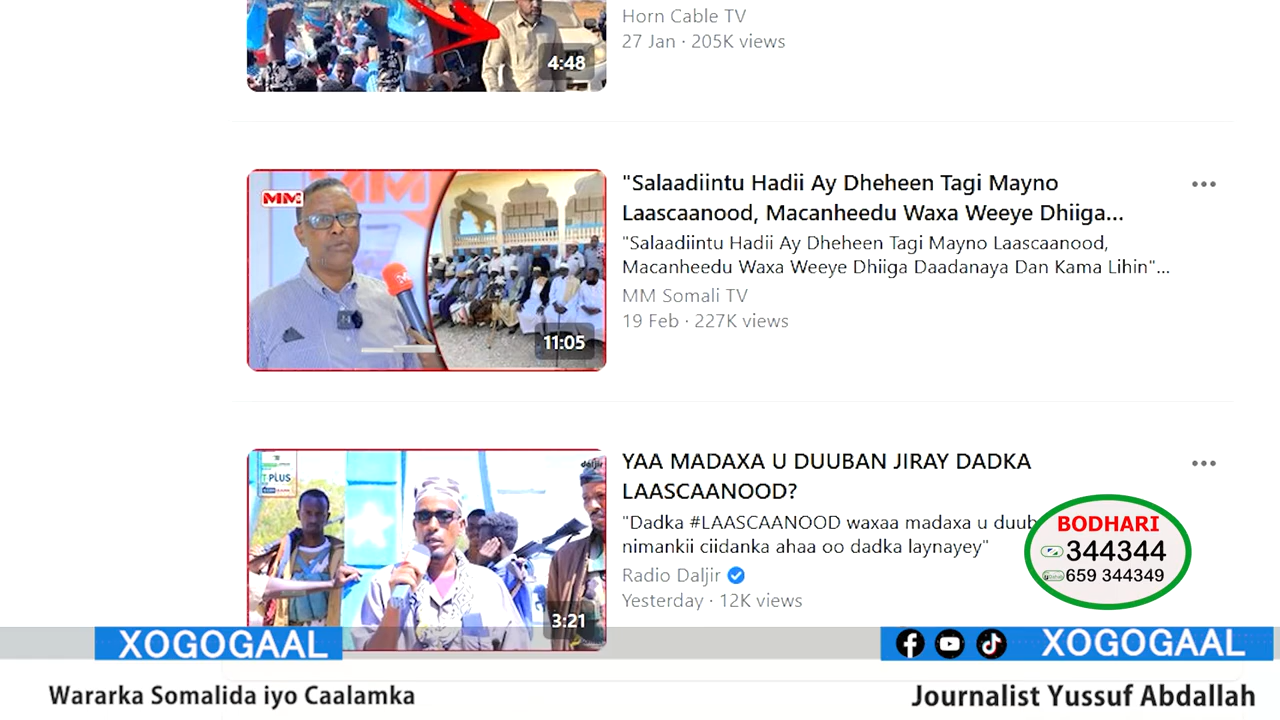 Horn Cable TV
27 Jan · 205K views
4:48
"Salaadiintu Hadii Ay Dheheen Tagi Mayno
Laascaanood, Macanheedu Waxa Weeye Dhiiga...
"Salaadiintu Hadii Ay Dheheen Tagi Mayno Laascaanood,
Macanheedu Waxa Weeye Dhiiga Daadanaya Dan Kama Lihin"...
MM Somali TV
19 Feb · 227K views
MM
MM
11:05
YAA MADAXA U DUUBAN JIRAY DADKA
LAASCAANOOD?
"Dadka #LAASCAANOOD waxaa madaxa u duub
nimankii ciidanka ahaa oo dadka laynayey"
Radio Daljir
Yesterday · 12K views
T PLUS
daljir
3:21
BODHARI
344344
659 344349
XOGOGAAL
XOGOGAAL
Wararka Somalida iyo Caalamka
Journalist Yussuf Abdallah